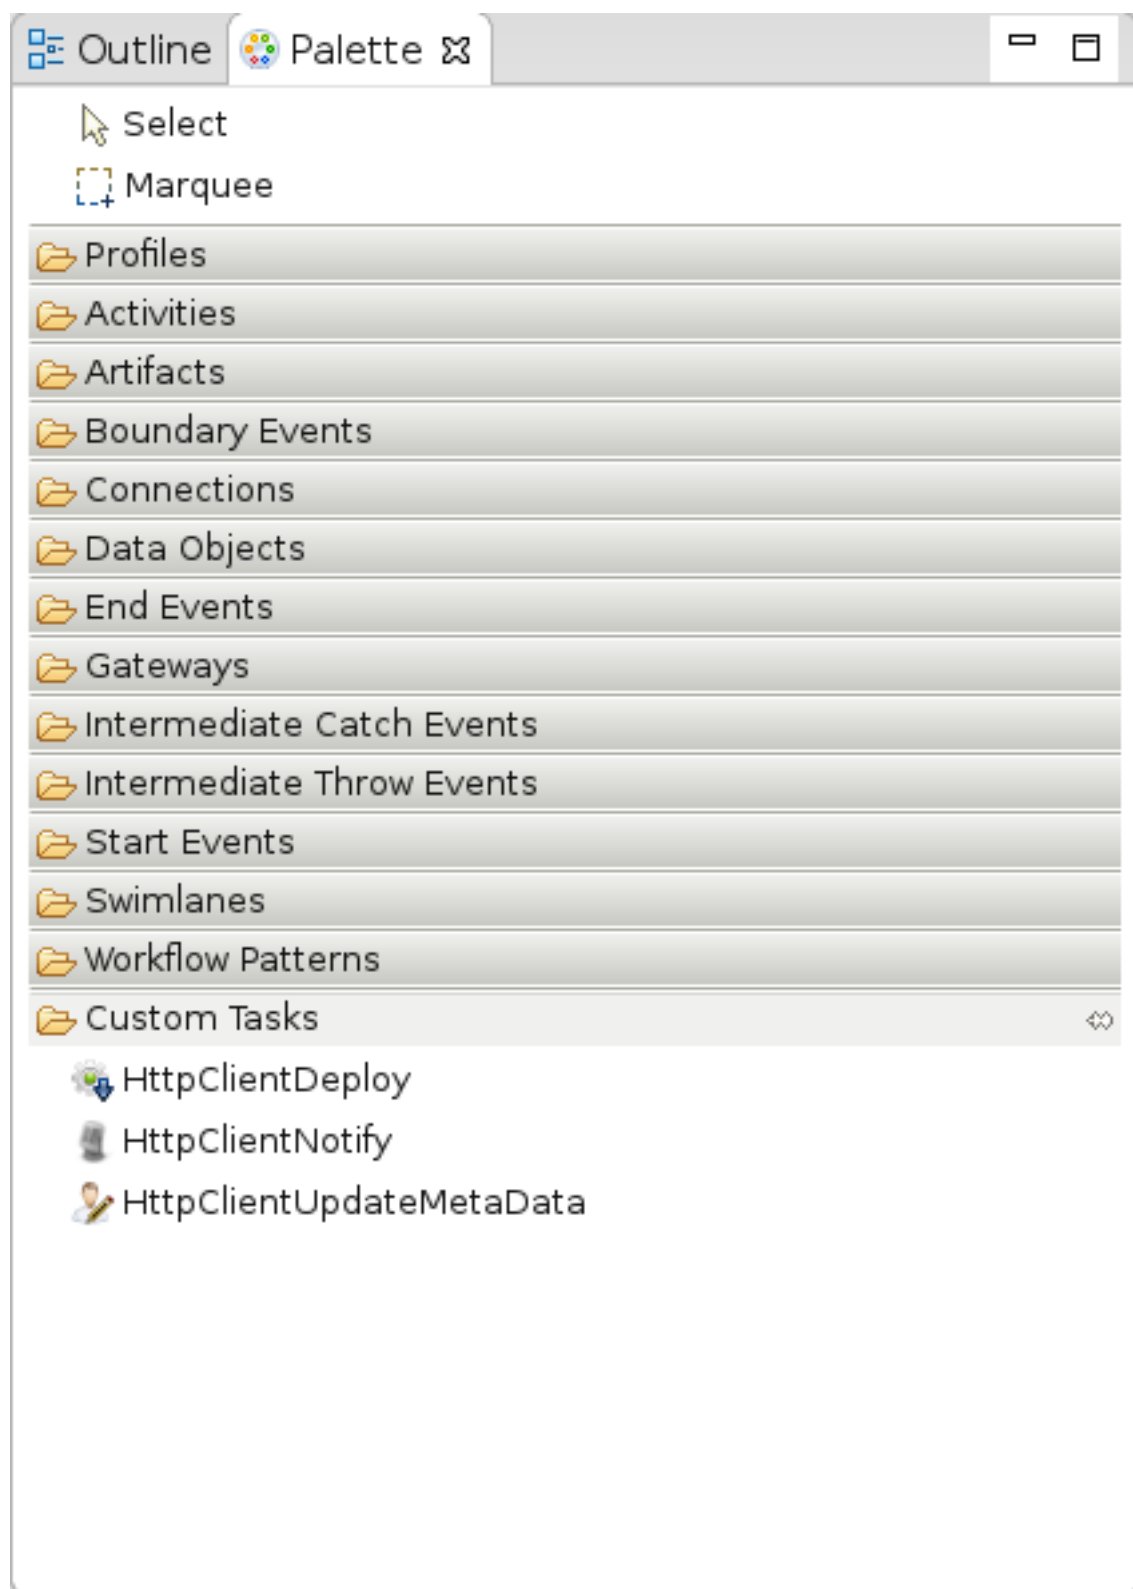 Outline Palette
Select
Marquee
Profiles
Activities
Artifacts
Boundary Events
Connections
Data Objects
End Events
Gateways
Intermediate Catch Events
Intermediate Throw Events
Start Events
Swimlanes
Workflow Patterns
Custom Tasks
HttpClientDeploy
HttpClientNotify
HttpClientUpdateMetaData